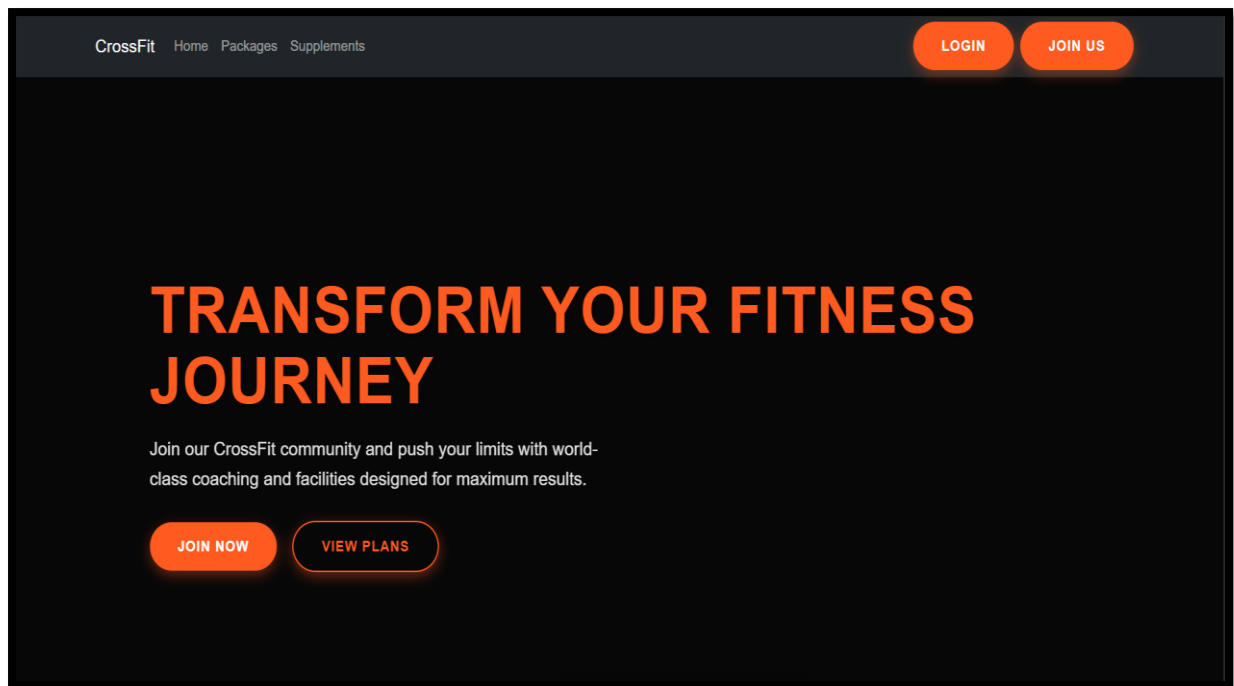 CrossFit Home Packages Supplements LOGIN JOIN US
TRANSFORM YOUR FITNESS
JOURNEY
Join our CrossFit community and push your limits with world-
class coaching and facilities designed for maximum results.
JOIN NOW VIEW PLANS